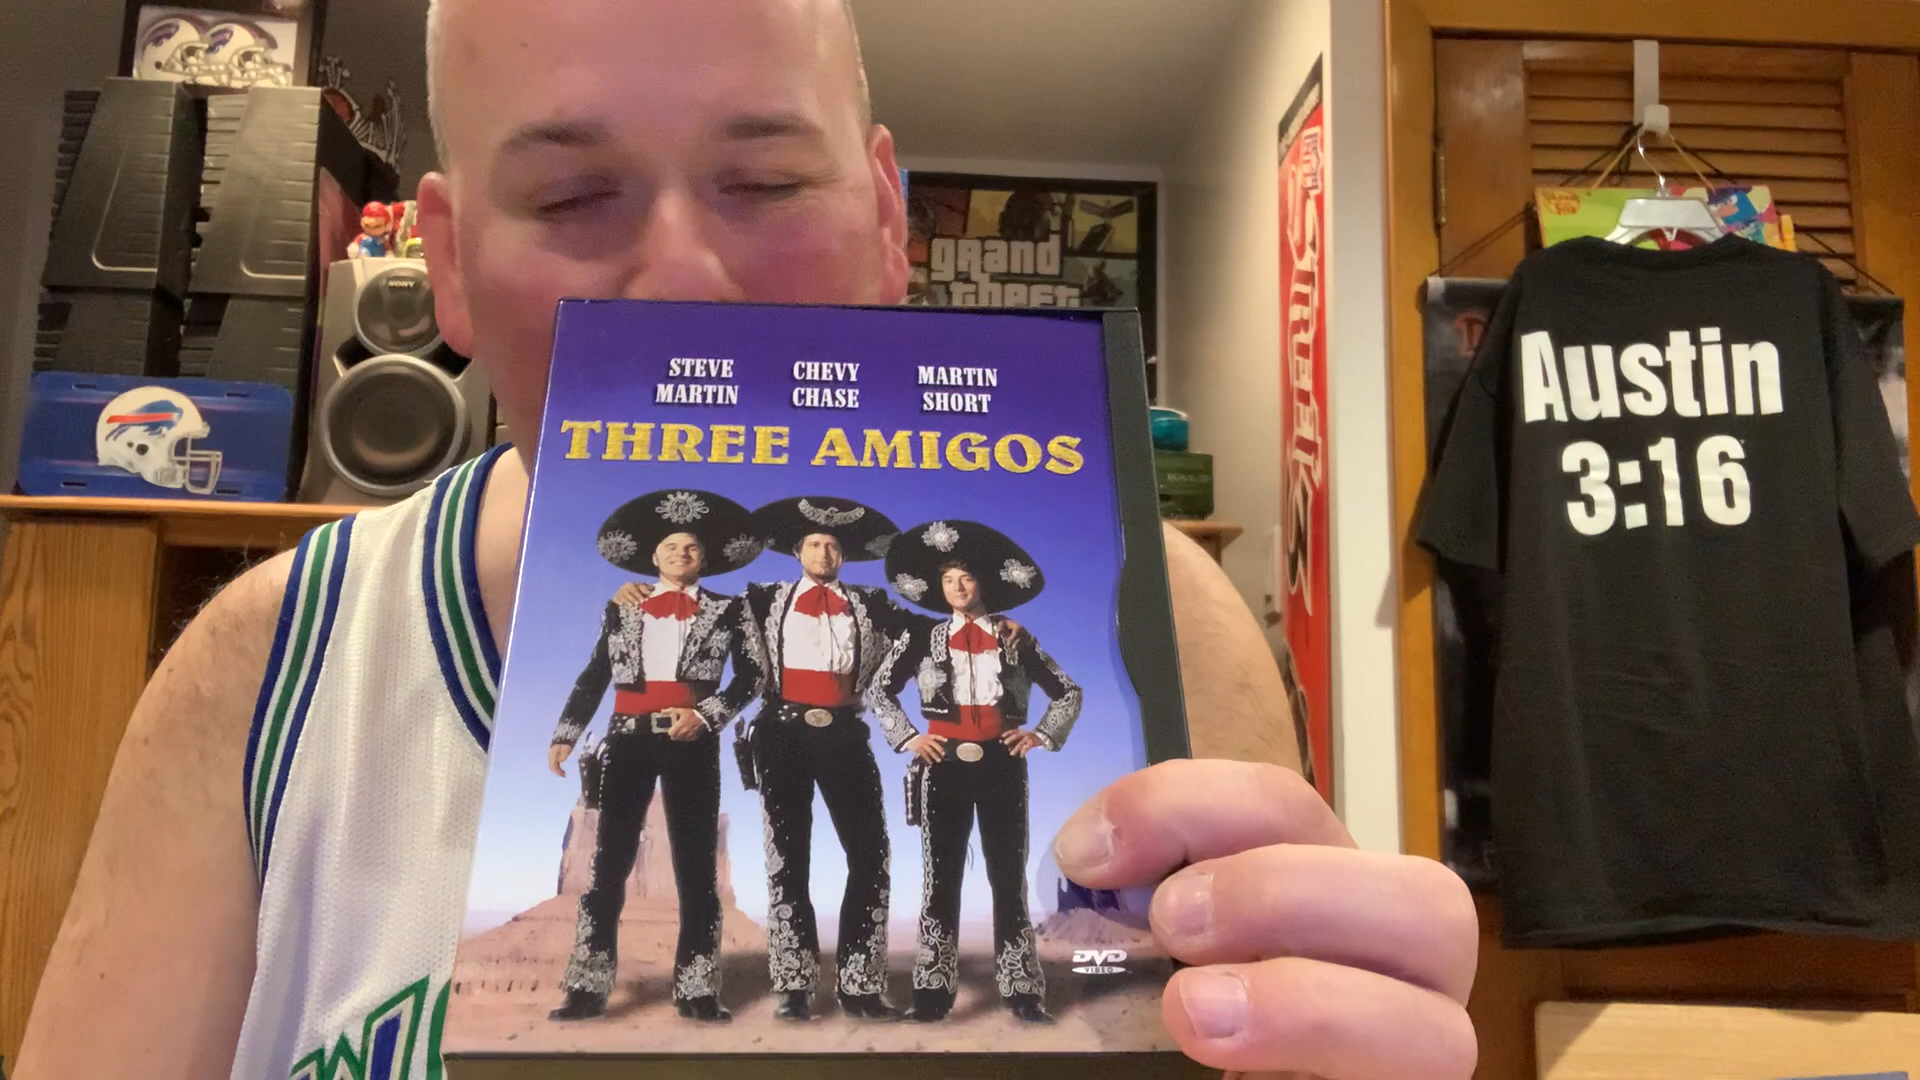 SONY
grand
theft
STEVE
MARTIN
CHEVY
CHASE
MARTIN
SHORT
THREE AMIGOS
DVD
VIDEO
Austin
3:16